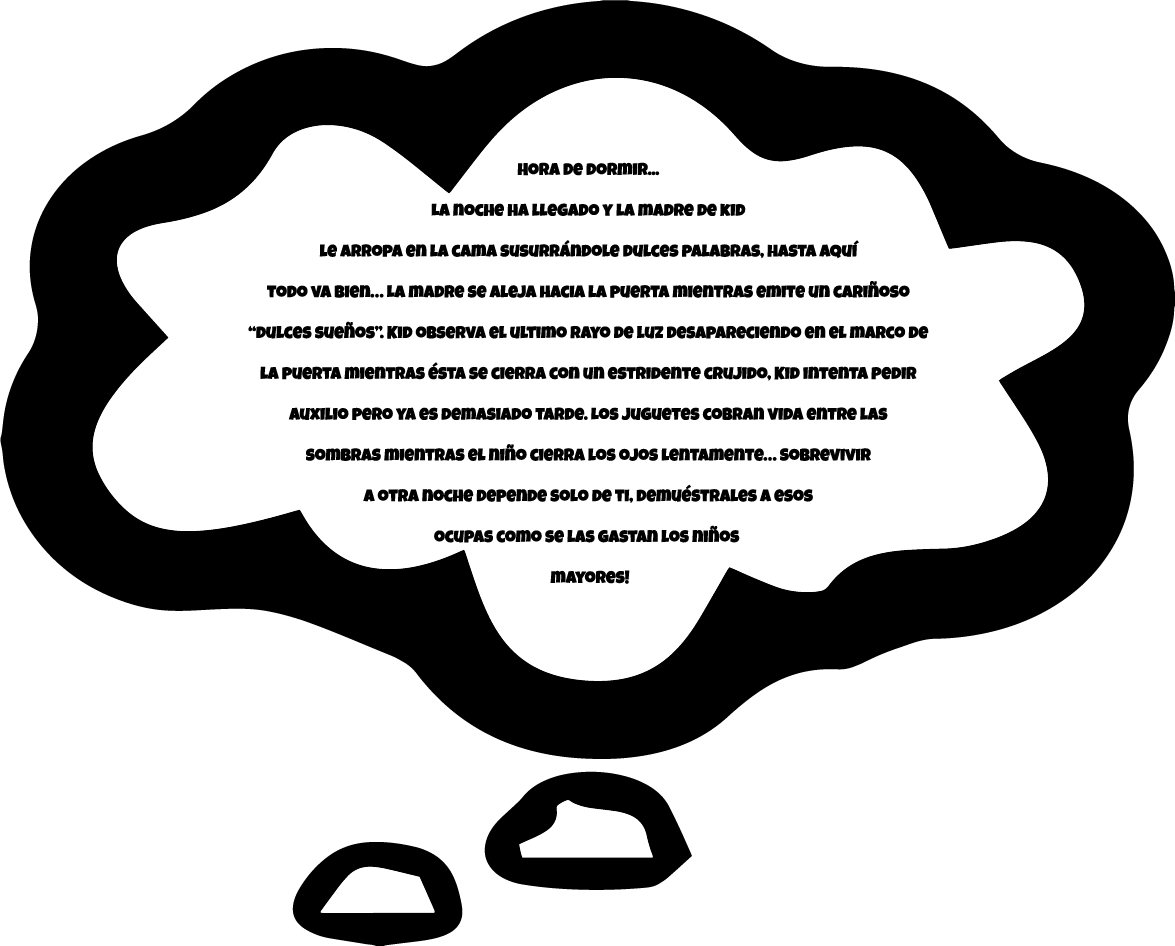 HORA DE DORMIR...
LA NOCHE HA LLEGADO Y LA MADRE DE KID
LE ARROPA EN LA CAMA SUSURRÁNDOLE DULCES PALABRAS, HASTA AQUÍ
TODO VA BIEN... LA MADRE SE ALEJA HACIA LA PUERTA MIENTRAS EMITE UN CARIÑOSO
“DULCES SUEÑOS”. KID OBSERVA EL ULTIMO RAYO DE LUZ DESAPARECIENDO EN EL MARCO DE
LA PUERTA MIENTRAS ÉSTA SE CIERRA CON UN ESTRIDENTE CRUJIDO, KID INTENTA PEDIR
AUXILIO PERO YA ES DEMASIADO TARDE. LOS JUGUETES COBRAN VIDA ENTRE LAS
SOMBRAS MIENTRAS EL NIÑO CIERRA LOS OJOS LENTAMENTE... SOBREVIVIR
A OTRA NOCHE DEPENDE SOLO DE TI, DEMUÉSTRALES A ESOS
OCUPAS COMO SE LAS GASTAN LOS NIÑOS
MAYORES!